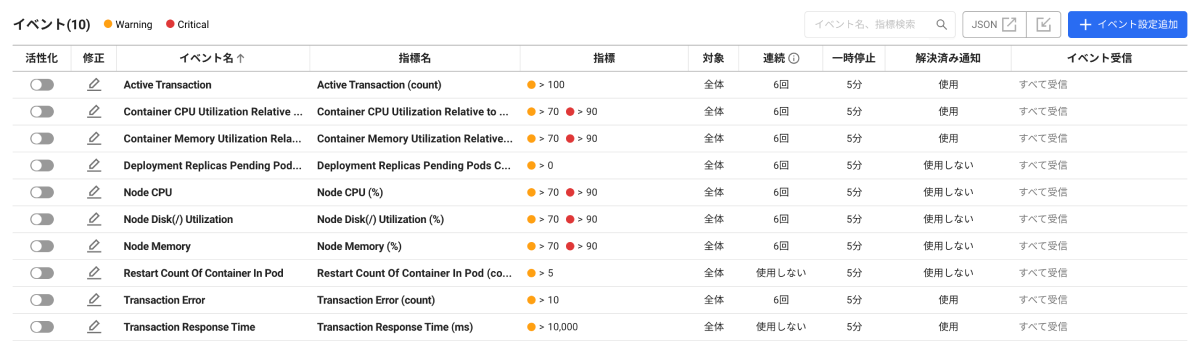 イベント(10) Warning Critical イベント名、指標検索 JSON イベント設定追加
活性化 修正 イベント名 指標名 指標 対象 連続 一時停止 解決済み通知 イベント受信
Active Transaction Active Transaction (count) > 100 全体 6回 5分 使用 すべて受信
Container CPU Utilization Relative ... Container CPU Utilization Relative to ... > 70 > 90 全体 6回 5分 使用 すべて受信
Container Memory Utilization Rela... Container Memory Utilization Relative... > 70 > 90 全体 6回 5分 使用 すべて受信
Deployment Replicas Pending Pod... Deployment Replicas Pending Pods C... > 0 全体 6回 5分 使用しない すべて受信
Node CPU Node CPU (%) > 70 > 90 全体 6回 5分 使用しない すべて受信
Node Disk(/) Utilization Node Disk(/) Utilization (%) > 70 > 90 全体 6回 5分 使用しない すべて受信
Node Memory Node Memory (%) > 70 > 90 全体 6回 5分 使用しない すべて受信
Restart Count Of Container In Pod Restart Count Of Container In Pod (co... > 5 全体 使用しない 5分 使用しない すべて受信
Transaction Error Transaction Error (count) > 10 全体 6回 5分 使用 すべて受信
Transaction Response Time Transaction Response Time (ms) > 10,000 全体 使用しない 5分 使用 すべて受信